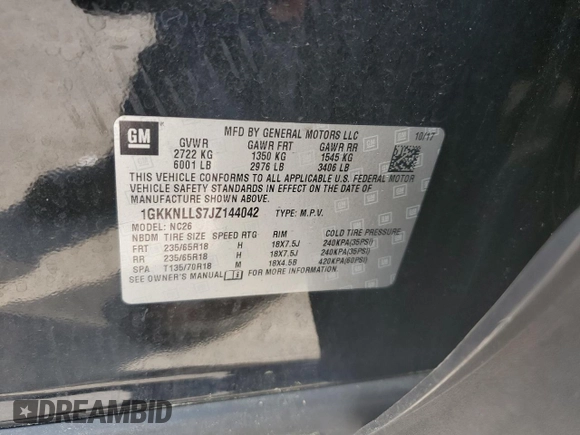 GM
MFD BY GENERAL MOTORS LLC
10/17
GVWR GAWR FRT GAWR RR
2722 KG 1350 KG 1545 KG
6001 LB 2976 LB 3406 LB
THIS VEHICLE CONFORMS TO ALL APPLICABLE U.S. FEDERAL MOTOR
VEHICLE SAFETY STANDARDS IN EFFECT ON THE DATE OF
MANUFACTURE SHOWN ABOVE.
1GKKNLLS7JZ144042 TYPE: M.P.V.
MODEL: NC26
NBDM TIRE SIZE SPEED RTG RIM COLD TIRE PRESSURE
FRT 235/65R18 H 18X7.5J 240KPA(35PSI)
RR 235/65R18 H 18X7.5J 240KPA(35PSI)
SPA T135/70R18 M 18X4.5B 420KPA(60PSI)
SEE OWNER'S MANUAL FOR ADDITIONAL INFORMATION.
DREAMBID